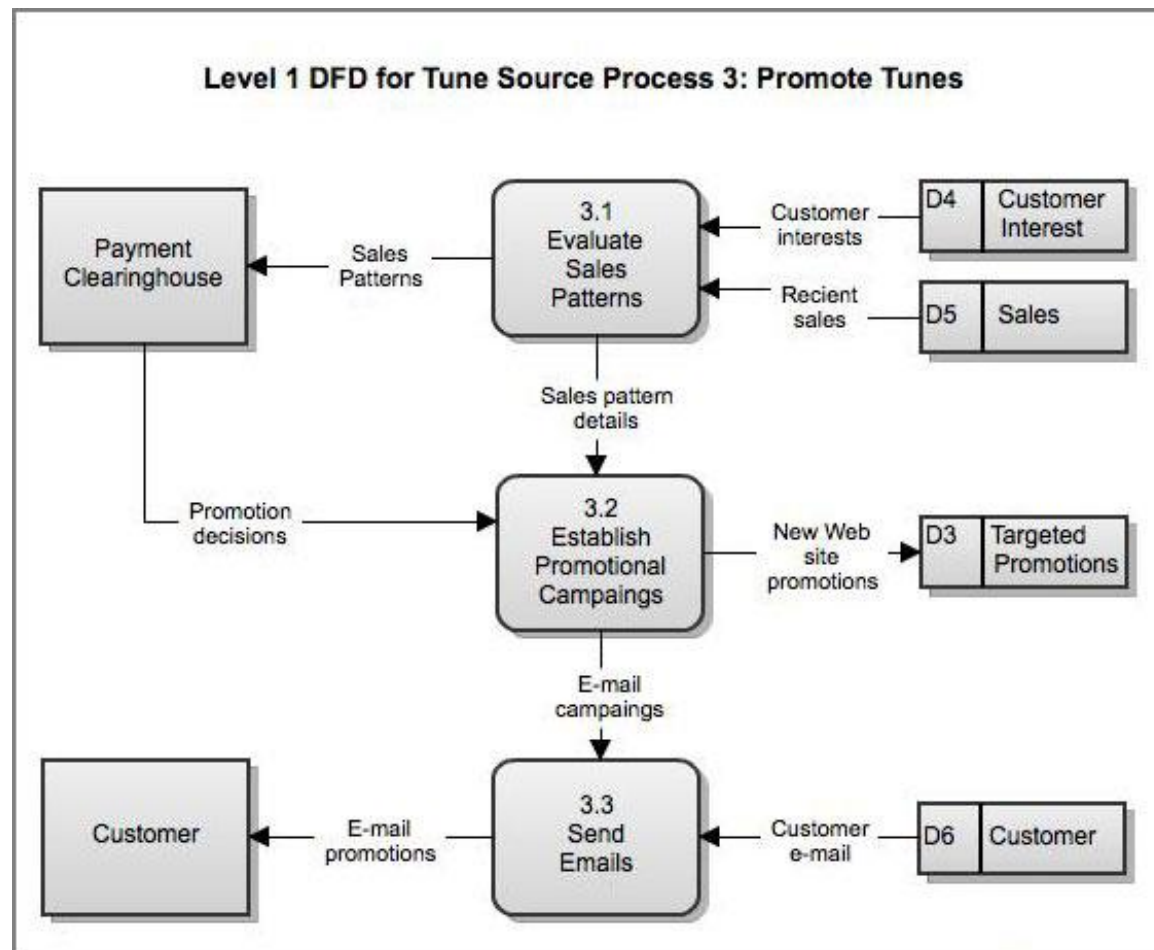 Level 1 DFD for Tune Source Process 3: Promote Tunes
Payment
Clearinghouse
Sales
Patterns
3.1
Evaluate
Sales
Patterns
Customer
interests
D4
Customer
Interest
Recient
sales
D5
Sales
Sales pattern
details
Promotion
decisions
3.2
Establish
Promotional
Campaings
New Web
site
promotions
D3
Targeted
Promotions
E-mail
campaings
Customer
E-mail
promotions
3.3
Send
Emails
Customer
e-mail
D6
Customer